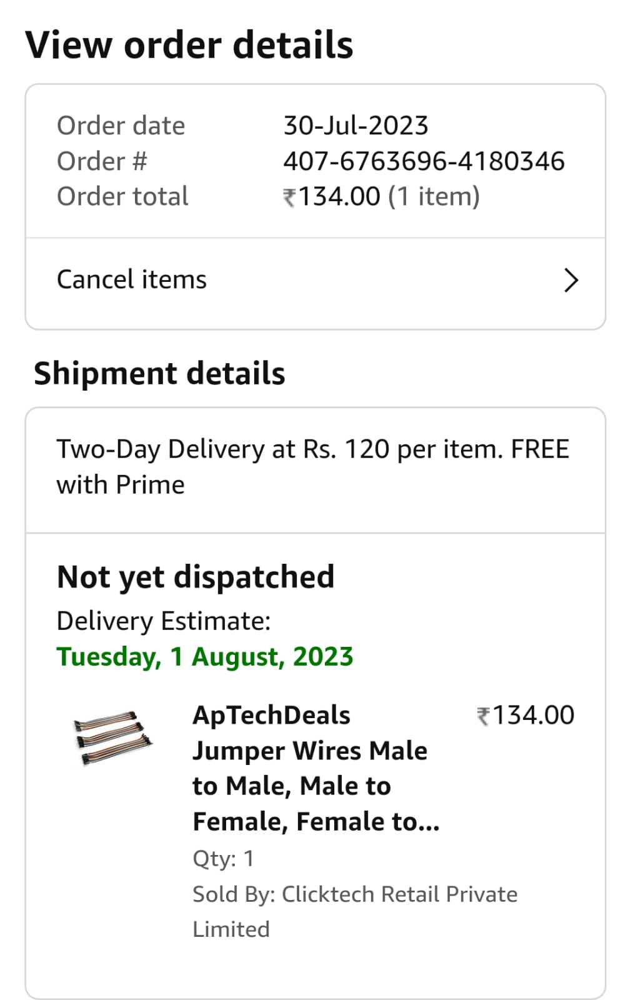 View order details
Order date 30-Jul-2023
Order # 407-6763696-4180346
Order total ₹134.00 (1 item)
Cancel items
Shipment details
Two-Day Delivery at Rs. 120 per item. FREE
with Prime
Not yet dispatched
Delivery Estimate:
Tuesday, 1 August, 2023
ApTechDeals ₹134.00
Jumper Wires Male
to Male, Male to
Female, Female to...
Qty: 1
Sold By: Clicktech Retail Private
Limited